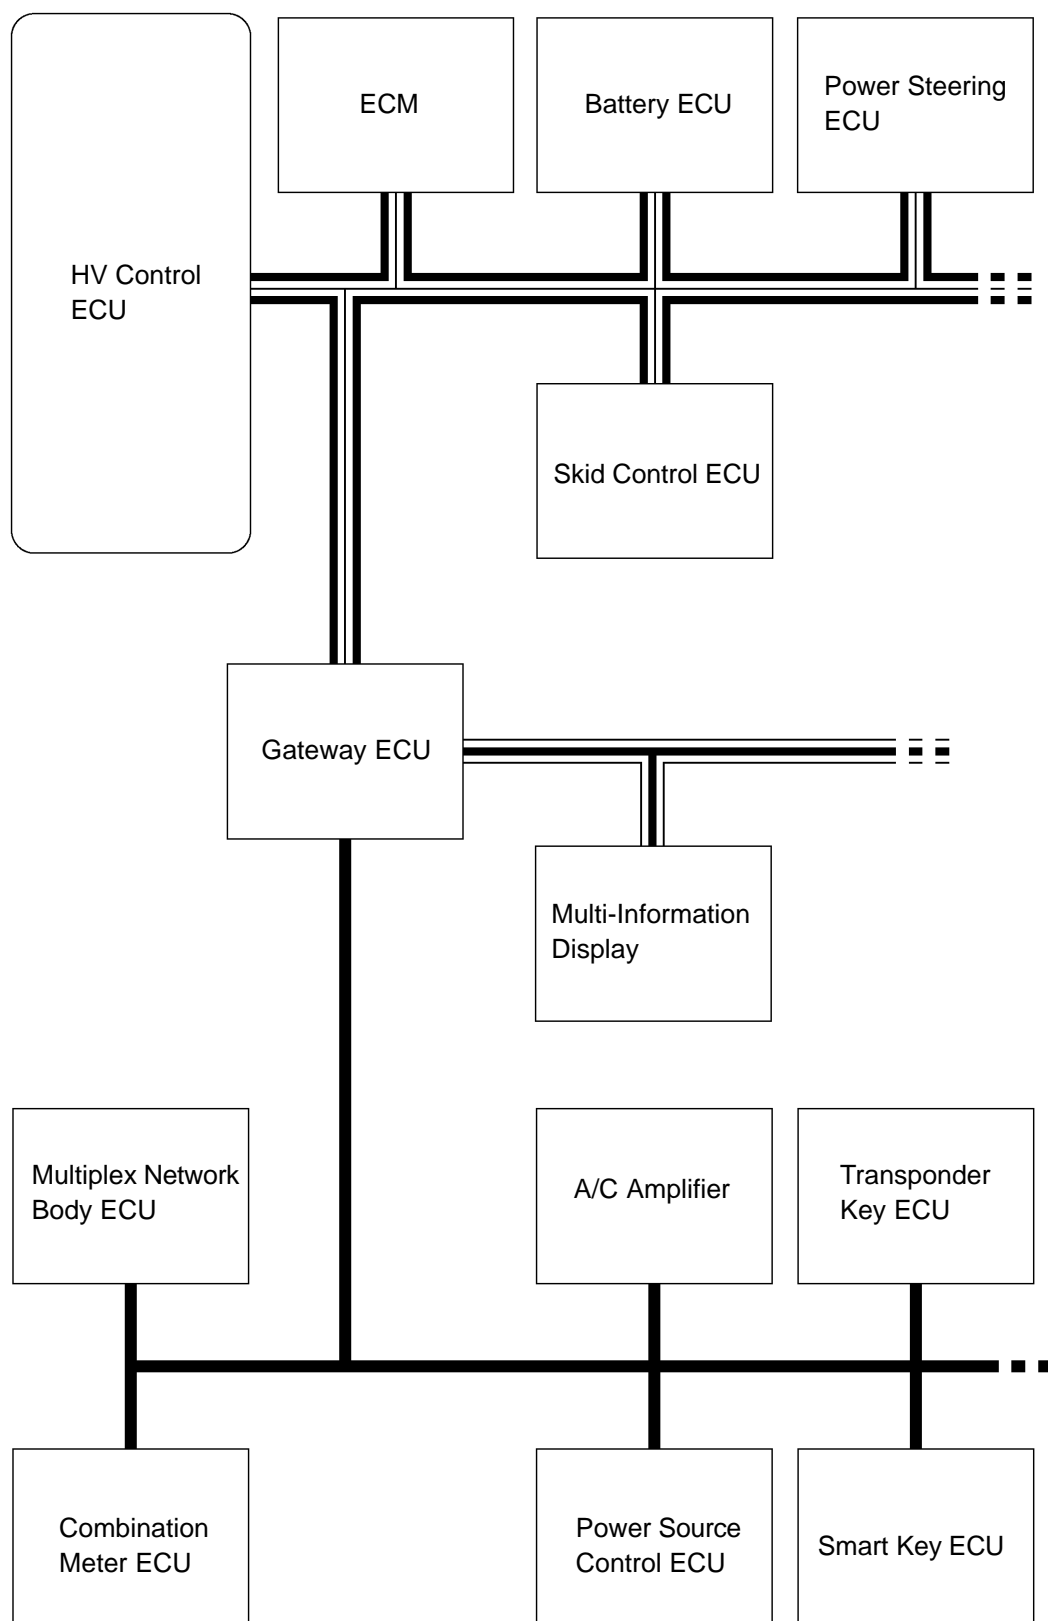 ECM
Battery ECU
Power Steering
ECU
HV Control
ECU
Skid Control ECU
Gateway ECU
Multi-Information
Display
Multiplex Network
Body ECU
A/C Amplifier
Transponder
Key ECU
Combination
Meter ECU
Power Source
Control ECU
Smart Key ECU